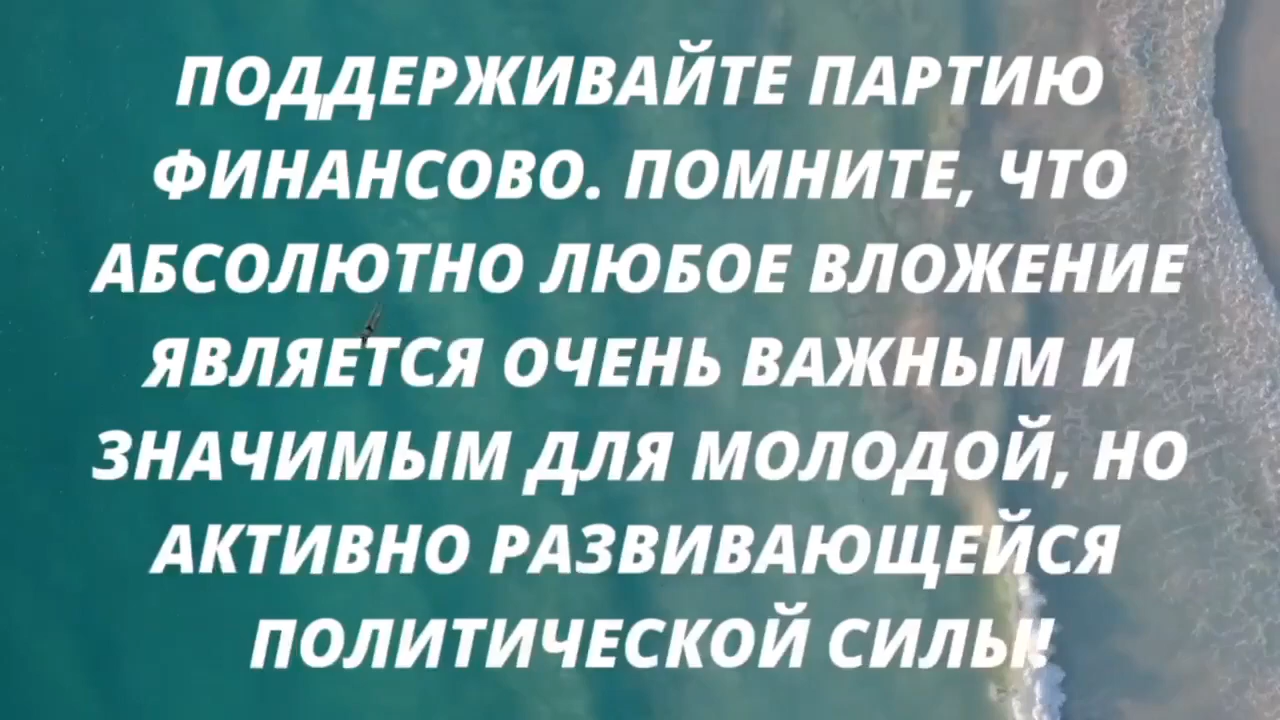 ПОДДЕРЖИВАЙТЕ ПАРТИЮ
ФИНАНСОВО. ПОМНИТЕ, ЧТО
АБСОЛЮТНО ЛЮБОЕ ВЛОЖЕНИЕ
ЯВЛЯЕТСЯ ОЧЕНЬ ВАЖНЫМ И
ЗНАЧИМЫМ ДЛЯ МОЛОДОЙ, НО
АКТИВНО РАЗВИВАЮЩЕЙСЯ
ПОЛИТИЧЕСКОЙ СИЛЫ!